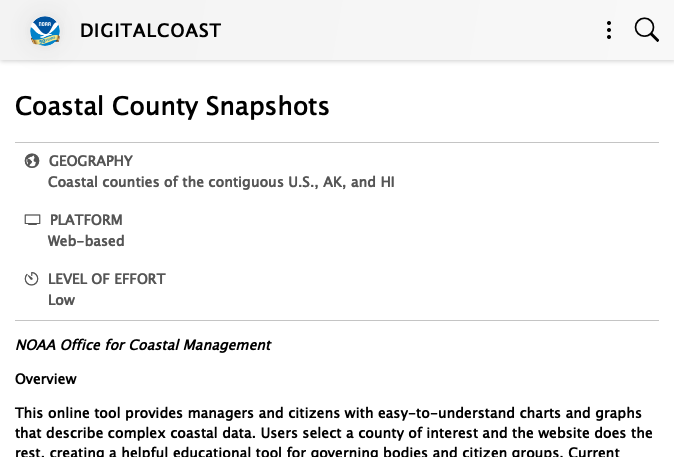 NOAA
DIGITALCOAST
Coastal County Snapshots
GEOGRAPHY
Coastal counties of the contiguous U.S., AK, and HI
PLATFORM
Web-based
LEVEL OF EFFORT
Low
NOAA Office for Coastal Management
Overview
This online tool provides managers and citizens with easy-to-understand charts and graphs
that describe complex coastal data. Users select a county of interest and the website does the
rest, creating a helpful educational tool for governing bodies and citizen groups. Current